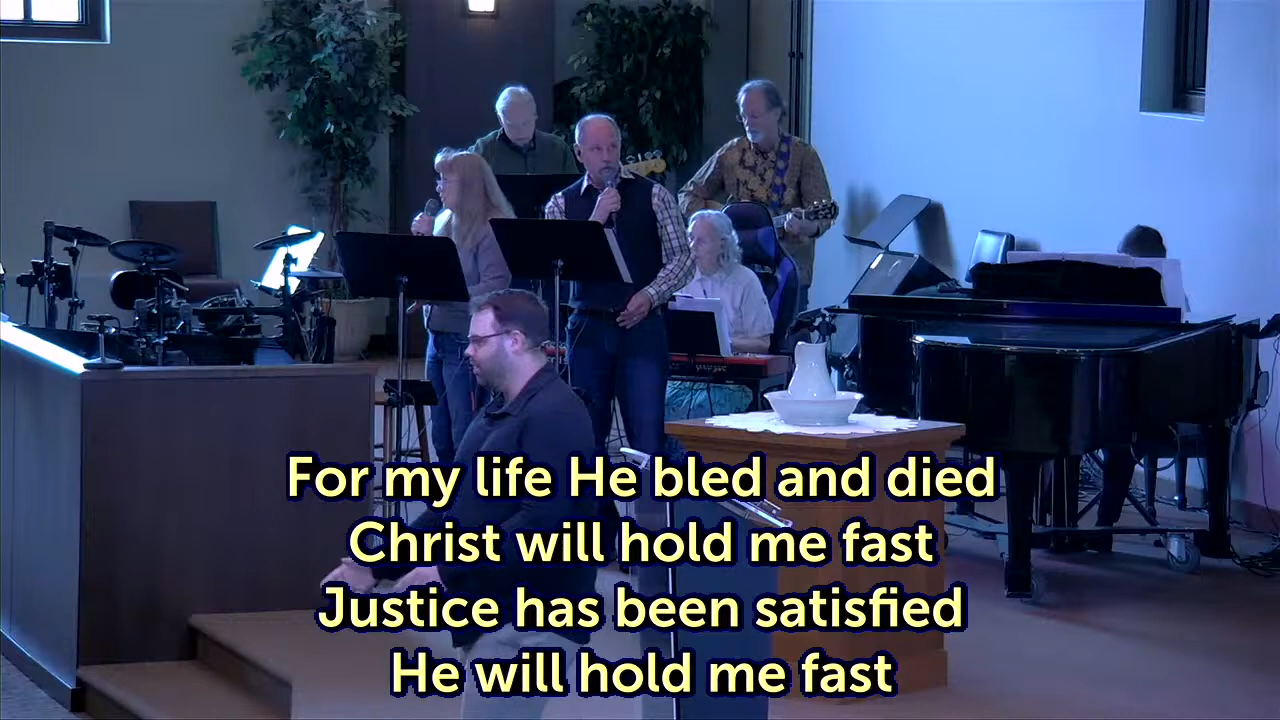 For my life He bled and died
Christ will hold me fast
Justice has been satisfied
He will hold me fast